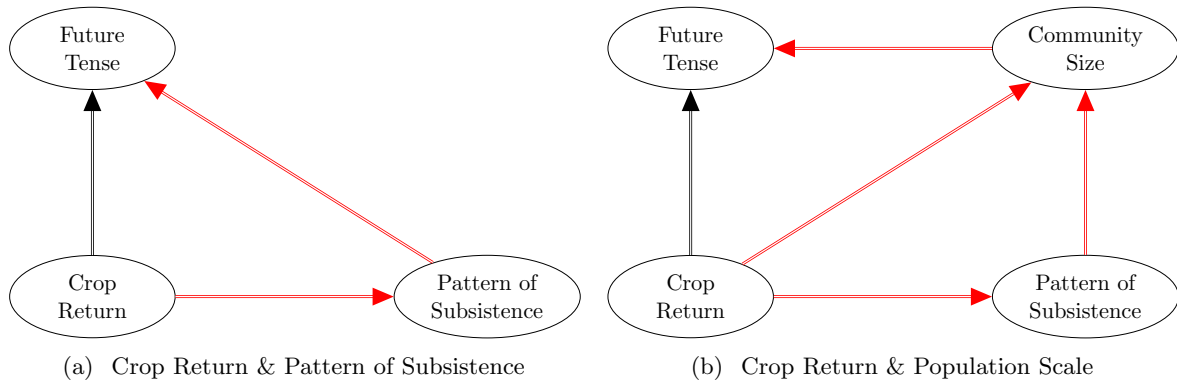 Future
Tense
Crop
Return
Pattern of
Subsistence
(a) Crop Return & Pattern of Subsistence
Future
Tense
Community
Size
Crop
Return
Pattern of
Subsistence
(b) Crop Return & Population Scale